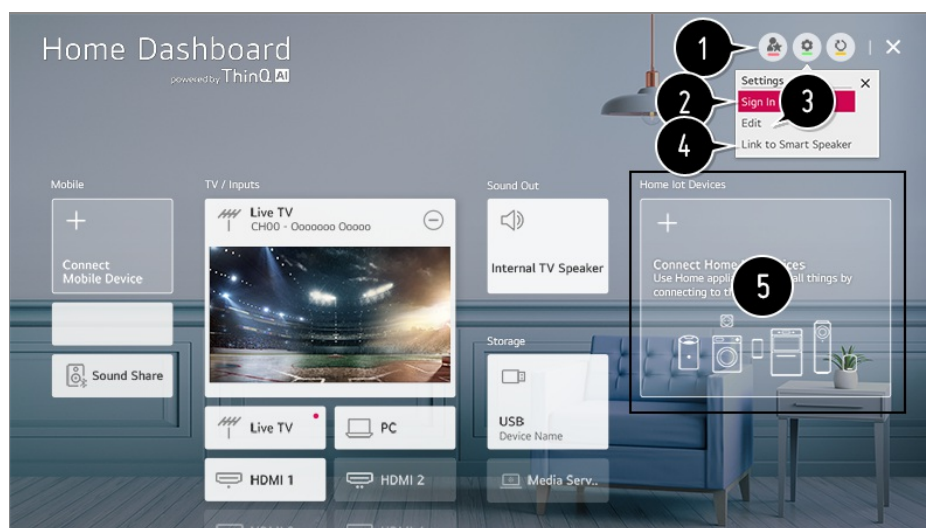 Home Dashboard
powered by ThinQ AI
1
Settings
2
Sign In
3
Edit
4
Link to Smart Speaker
Mobile
TV / Inputs
Sound Out
Home Iot Devices
Live TV
CH00 - Ooooooo Ooooo
Connect
Mobile Device
Internal TV Speaker
Connect Home
Use Home all things by
connecting to
5
Storage
Sound Share
USB
Device Name
Live TV
PC
HDMI 1
HDMI 2
Media Serv..